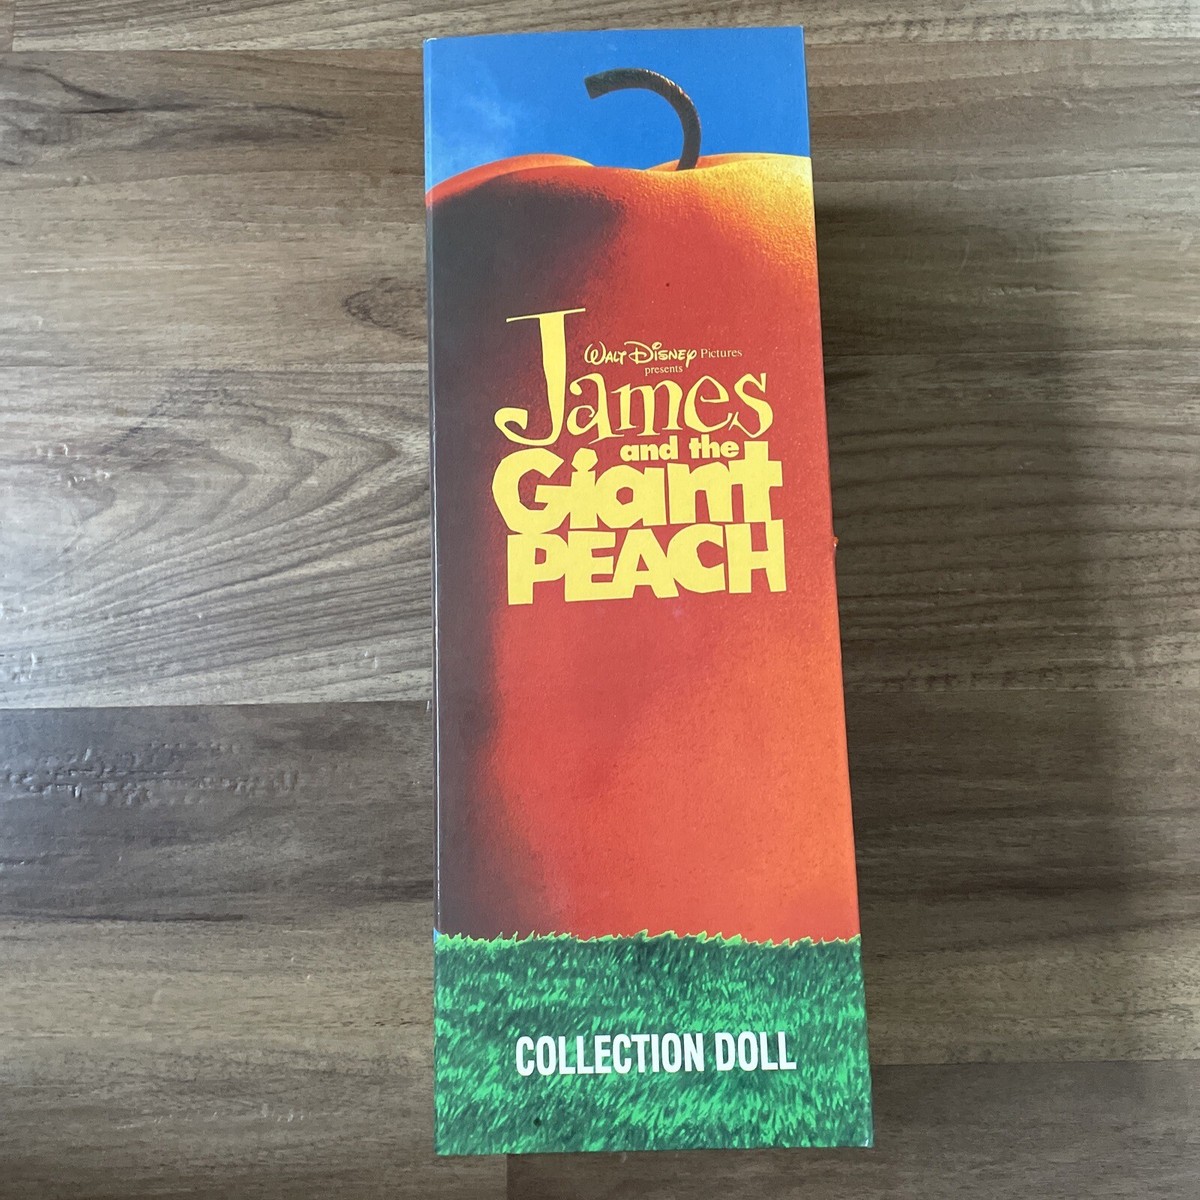 WALT DISNEY Pictures
presents
James
and the
Giant
PEACH
COLLECTION DOLL